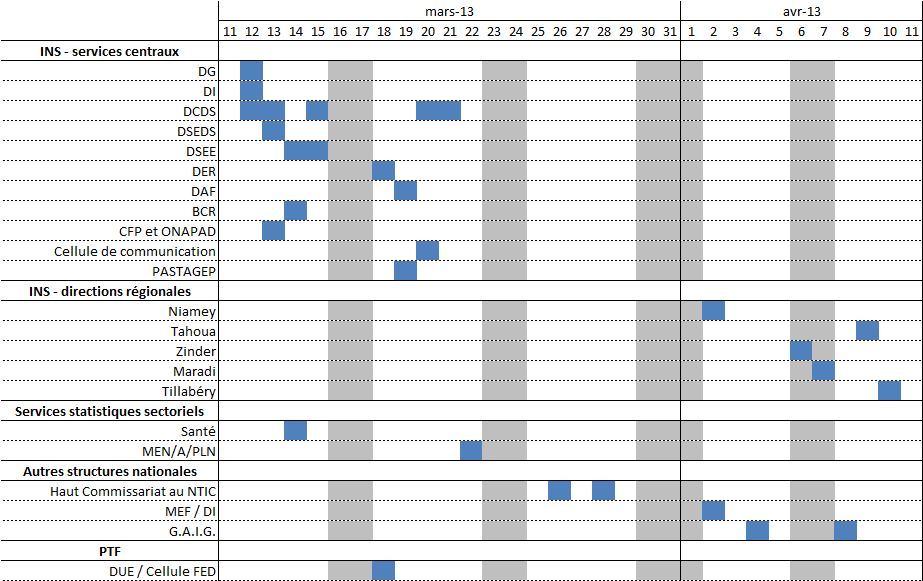 mars-13 avr-13
11 12 13 14 15 16 17 18 19 20 21 22 23 24 25 26 27 28 29 30 31 1 2 3 4 5 6 7 8 9 10 11
INS - services centraux
DG
DI
DCDS
DSEDS
DSEE
DER
DAF
BCR
CFP et ONAPAD
Cellule de communication
PASTAGEP
INS - directions régionales
Niamey
Tahoua
Zinder
Maradi
Tillabéry
Services statistiques sectoriels
Santé
MEN/A/PLN
Autres structures nationales
Haut Commissariat au NTIC
MEF / DI
G.A.I.G.
PTF
DUE / Cellule FED